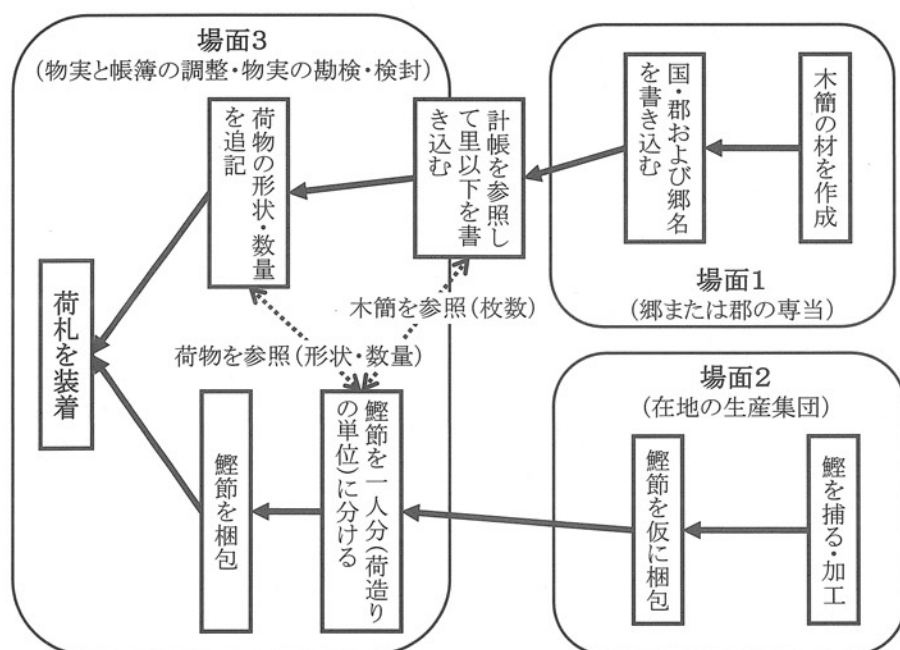 場面3
(物実と帳簿の調整・物実の勘検・検封)
場面1
(郷または郡の専当)
木簡の材を作成
国・郡および郷名
を書き込む
計帳を参照し
て里以下を書
き込む
荷物の形状・数量
を追記
荷札を装着
木簡を参照(枚数)
荷物を参照(形状・数量)
場面2
(在地の生産集団)
鰹を捕る・加工
鰹節を仮に梱包
鰹節を一人分(荷造り
の単位)に分ける
鰹節を梱包